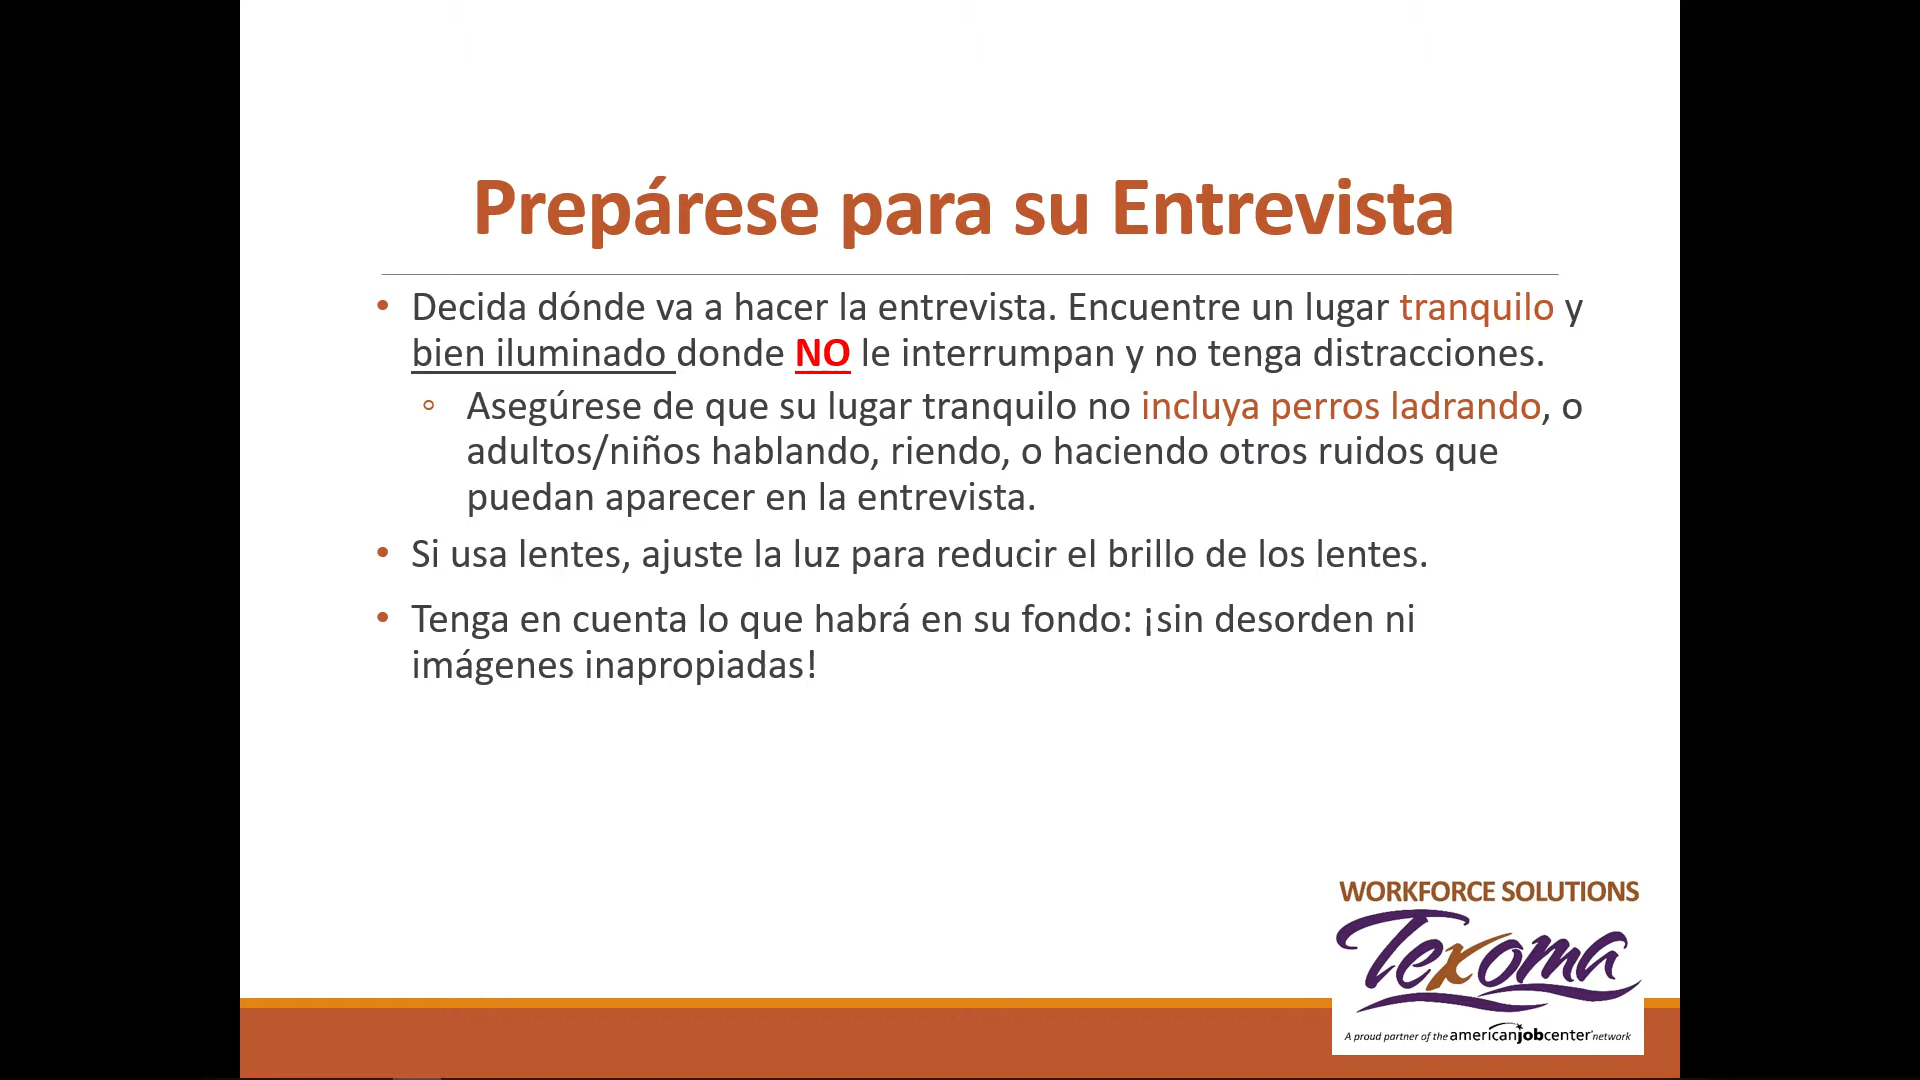 Prepárese para su Entrevista
• Decida dónde va a hacer la entrevista. Encuentre un lugar tranquilo y
bien iluminado donde NO le interrumpan y no tenga distracciones.
◦ Asegúrese de que su lugar tranquilo no incluya perros ladrando, o
adultos/niños hablando, riendo, o haciendo otros ruidos que
puedan aparecer en la entrevista.
• Si usa lentes, ajuste la luz para reducir el brillo de los lentes.
• Tenga en cuenta lo que habrá en su fondo: ¡sin desorden ni
imágenes inapropiadas!
WORKFORCE SOLUTIONS
Texoma
A proud partner of the americanjobcenter network